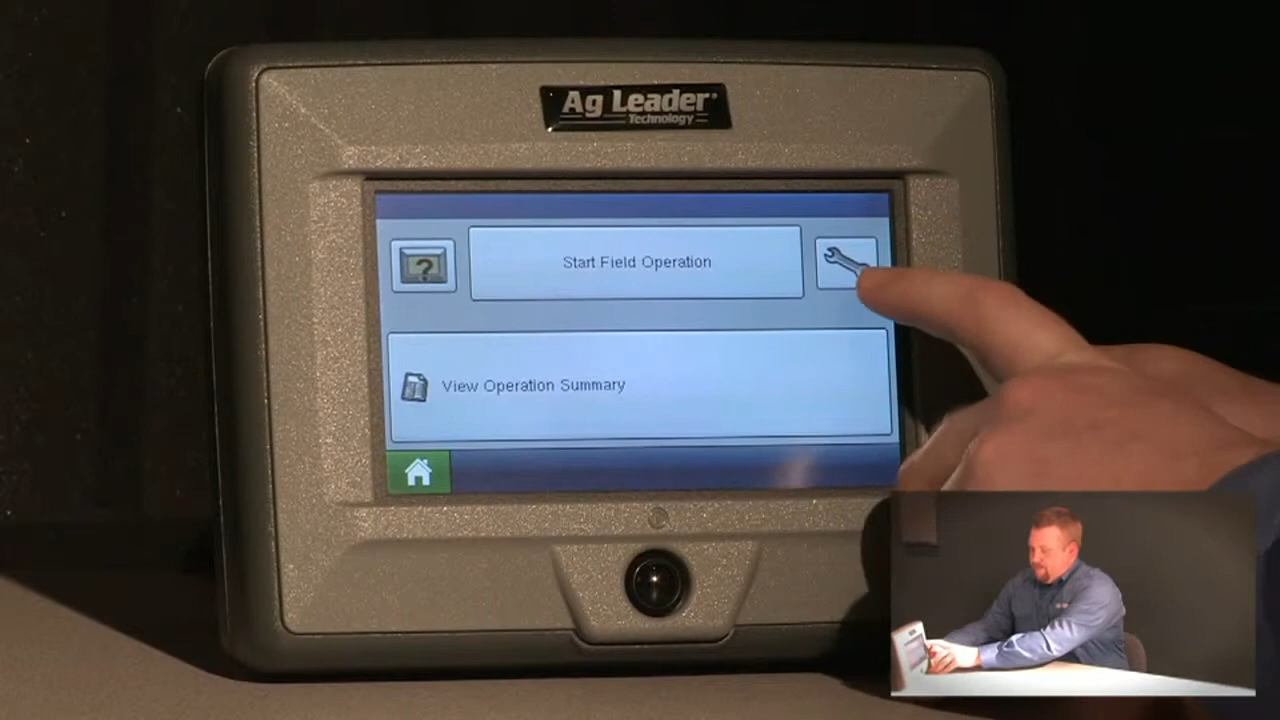 Ag Leader
Technology
?
Start Field Operation
View Operation Summary